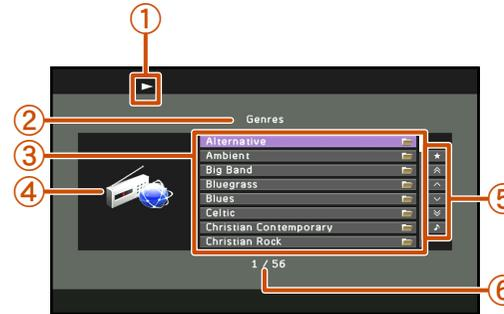 ①
② Genres
③ Alternative
Ambient
Big Band
Bluegrass
④ Blues
Celtic
Christian Contemporary
Christian Rock
⑤
1 / 56
⑥